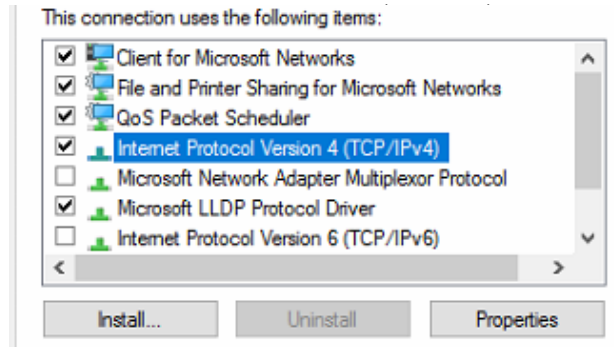 This connection uses the following items:
Client for Microsoft Networks
File and Printer Sharing for Microsoft Networks
QoS Packet Scheduler
Internet Protocol Version 4 (TCP/IPv4)
Microsoft Network Adapter Multiplexor Protocol
Microsoft LLDP Protocol Driver
Internet Protocol Version 6 (TCP/IPv6)
Install... Uninstall Properties